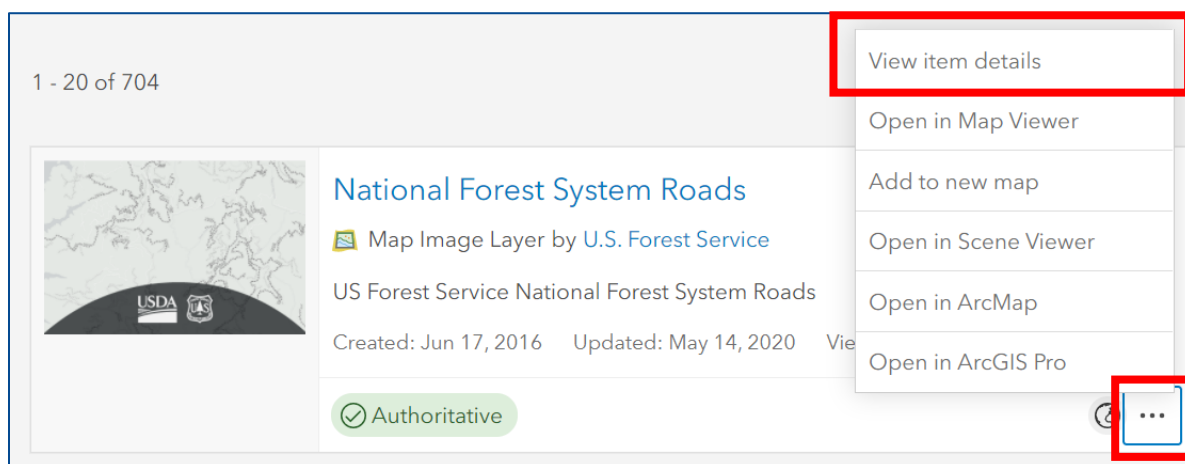 1 - 20 of 704
National Forest System Roads
Map Image Layer by U.S. Forest Service
US Forest Service National Forest System Roads
Created: Jun 17, 2016 Updated: May 14, 2020 Vie
Authoritative
USDA
UAS
View item details
Open in Map Viewer
Add to new map
Open in Scene Viewer
Open in ArcMap
Open in ArcGIS Pro
...